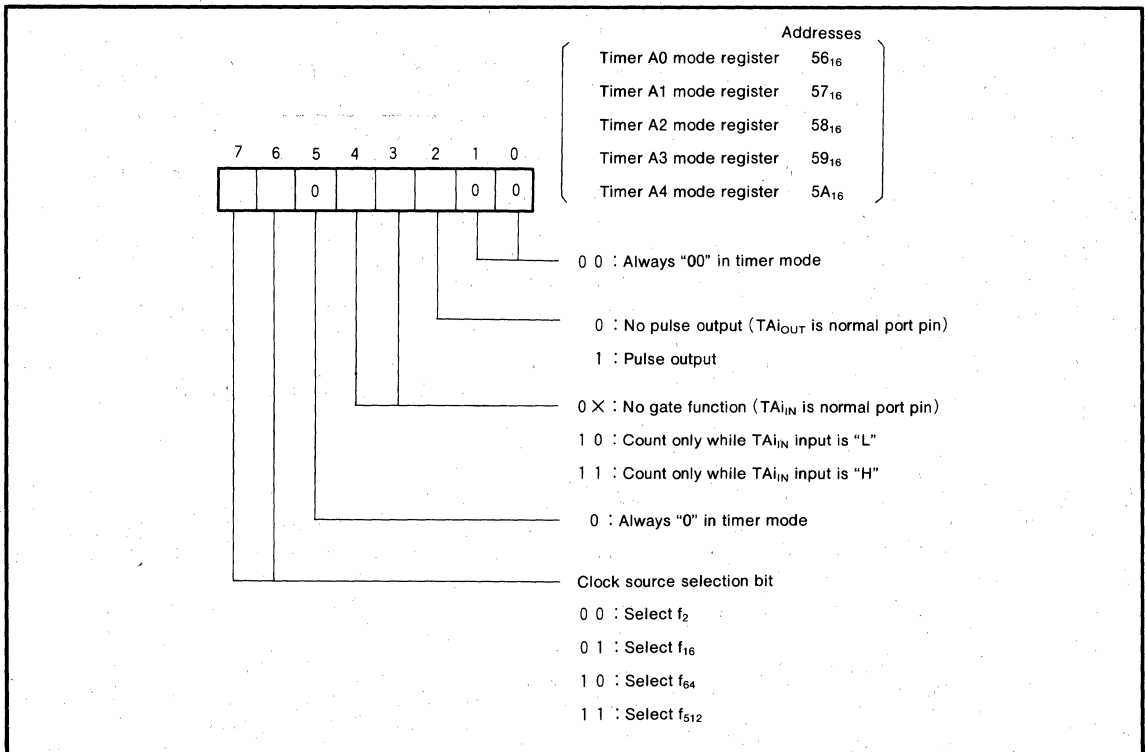 Addresses
Timer A0 mode register 56₁₆
Timer A1 mode register 57₁₆
Timer A2 mode register 58₁₆
Timer A3 mode register 59₁₆
Timer A4 mode register 5A₁₆
7 6 5 4 3 2 1 0
0 0 0
0 0 : Always “00” in timer mode
0 : No pulse output (TAiOUT is normal port pin)
1 : Pulse output
0 X : No gate function (TAiIN is normal port pin)
1 0 : Count only while TAiIN input is “L”
1 1 : Count only while TAiIN input is “H”
0 : Always “0” in timer mode
Clock source selection bit
0 0 : Select f₂
0 1 : Select f₁₆
1 0 : Select f₆₄
1 1 : Select f₅₁₂